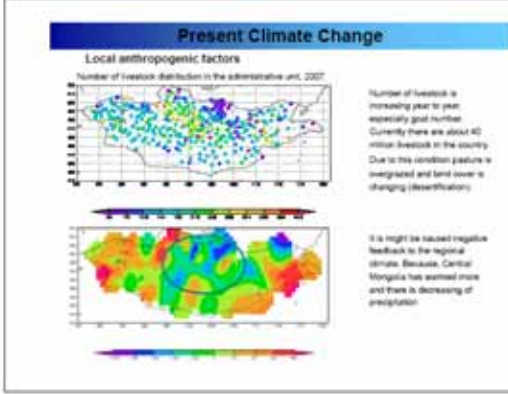 Present Climate Change
Local anthropogenic factors
Number of livestock distribution in the administrative unit, 2007
Number of livestock is
increasing year to year,
especially goat number.
Currently there are about 40
million livestock in the country.
Due to this condition pasture is
overgrazed and land cover is
changing (desertification)
It is might be caused negative
feedback to the regional
climate. Because, Central
Mongolia has warmed more
and there is decreasing of
precipitation